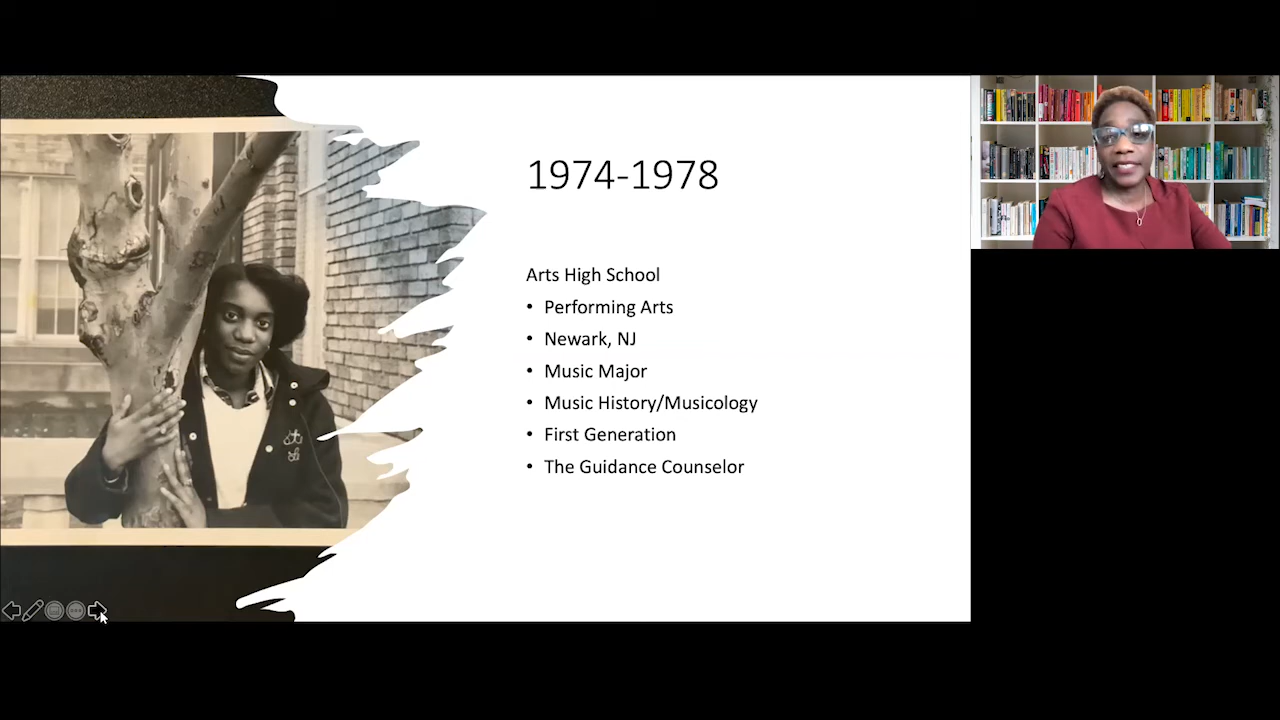 1974-1978
Arts High School
• Performing Arts
• Newark, NJ
• Music Major
• Music History/Musicology
• First Generation
• The Guidance Counselor